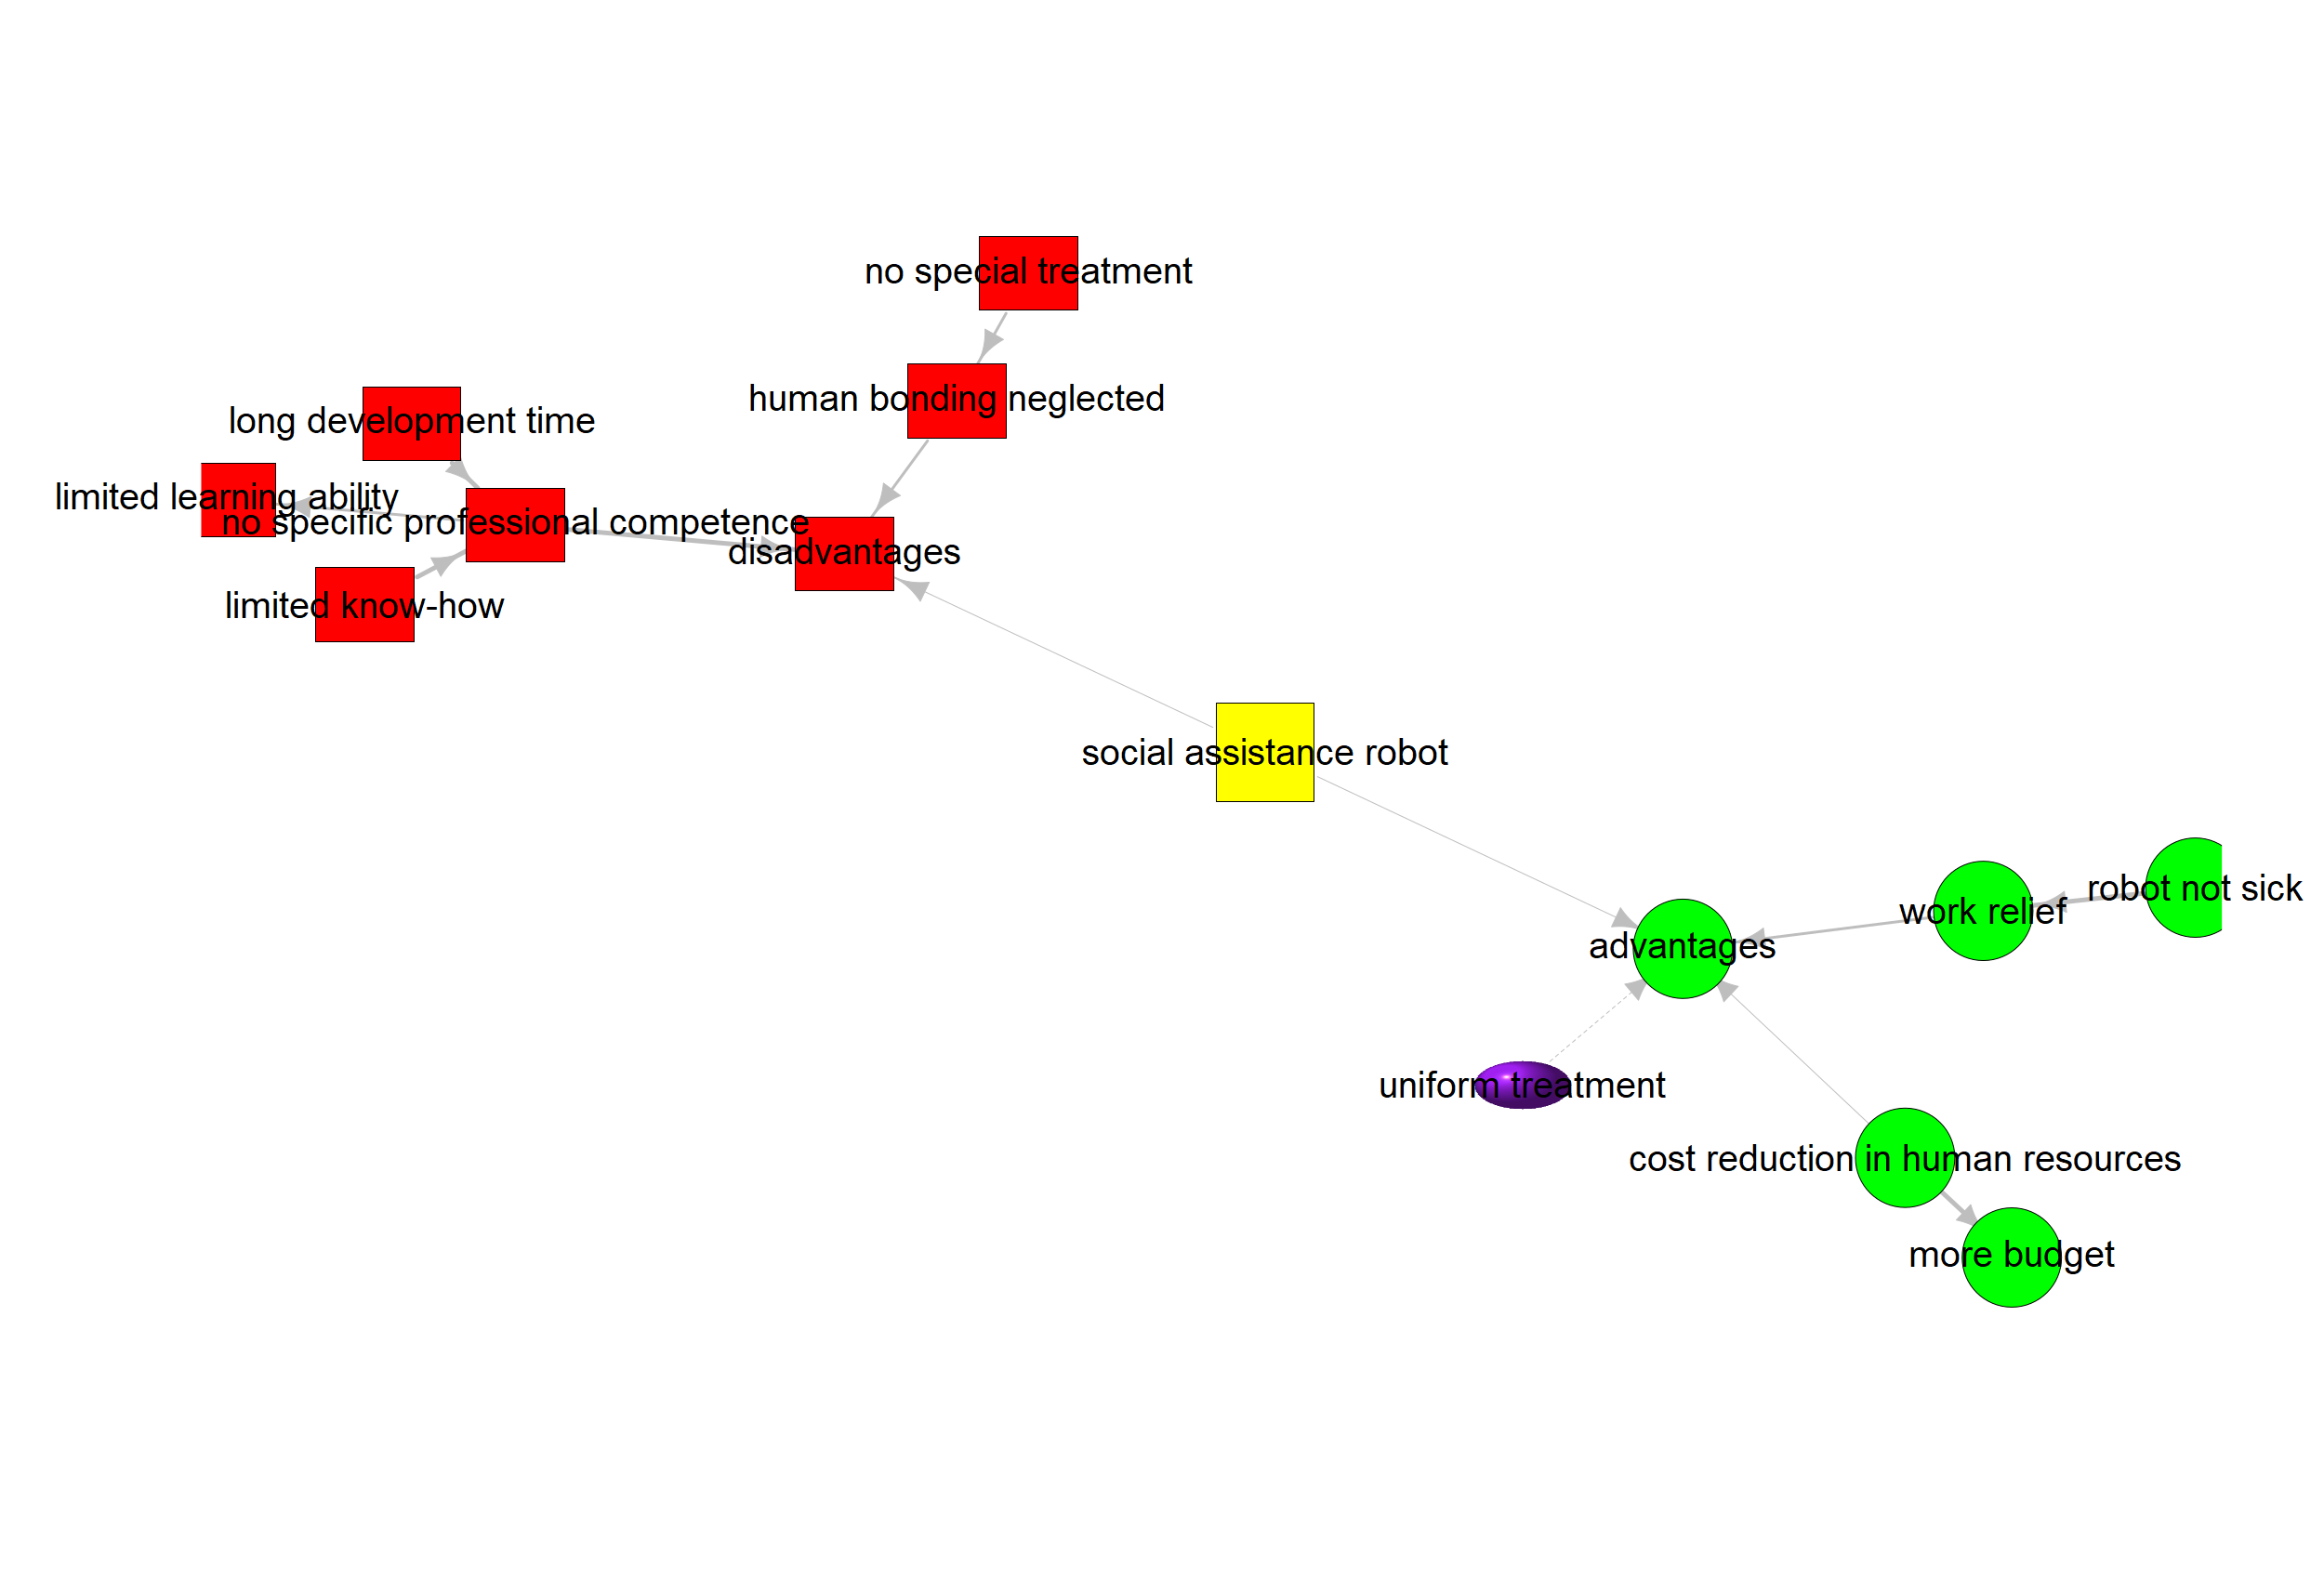 no special treatment
human bonding neglected
long development time
limited learning ability
no specific professional competence
disadvantages
limited know-how
social assistance robot
robot not sick
work relief
advantages
uniform treatment
cost reduction in human resources
more budget